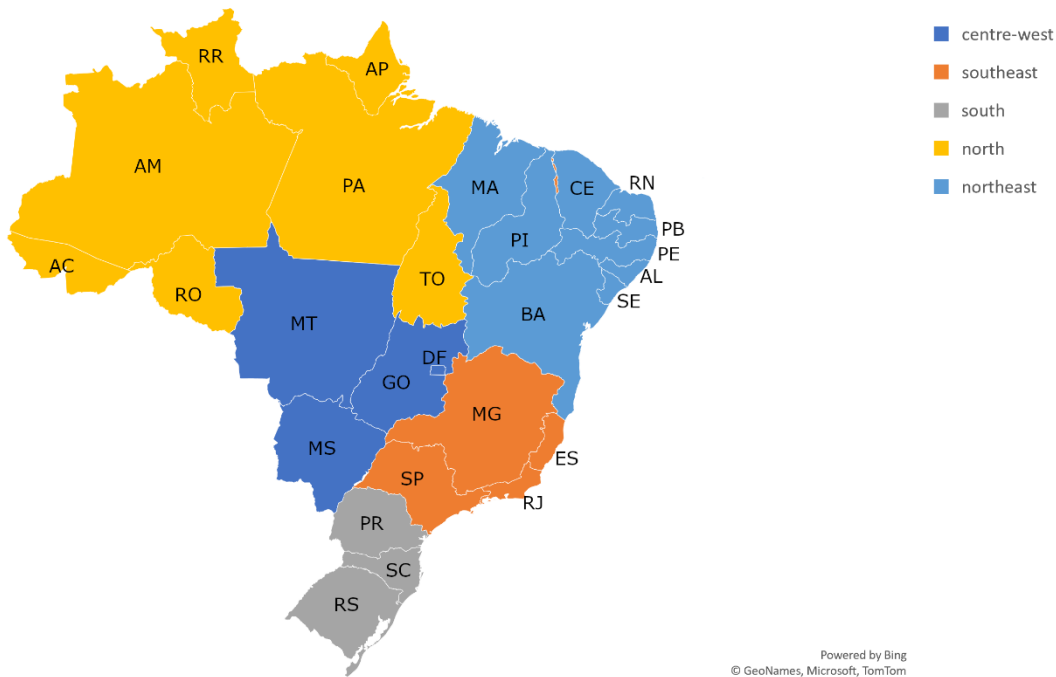 RR
AP
AM
PA
MA
CE
RN
PB
PI
PE
AC
AL
RO
TO
SE
MT
BA
DF
GO
MG
MS
ES
SP
RJ
PR
SC
RS
centre-west
southeast
south
north
northeast
Powered by Bing
© GeoNames, Microsoft, TomTom